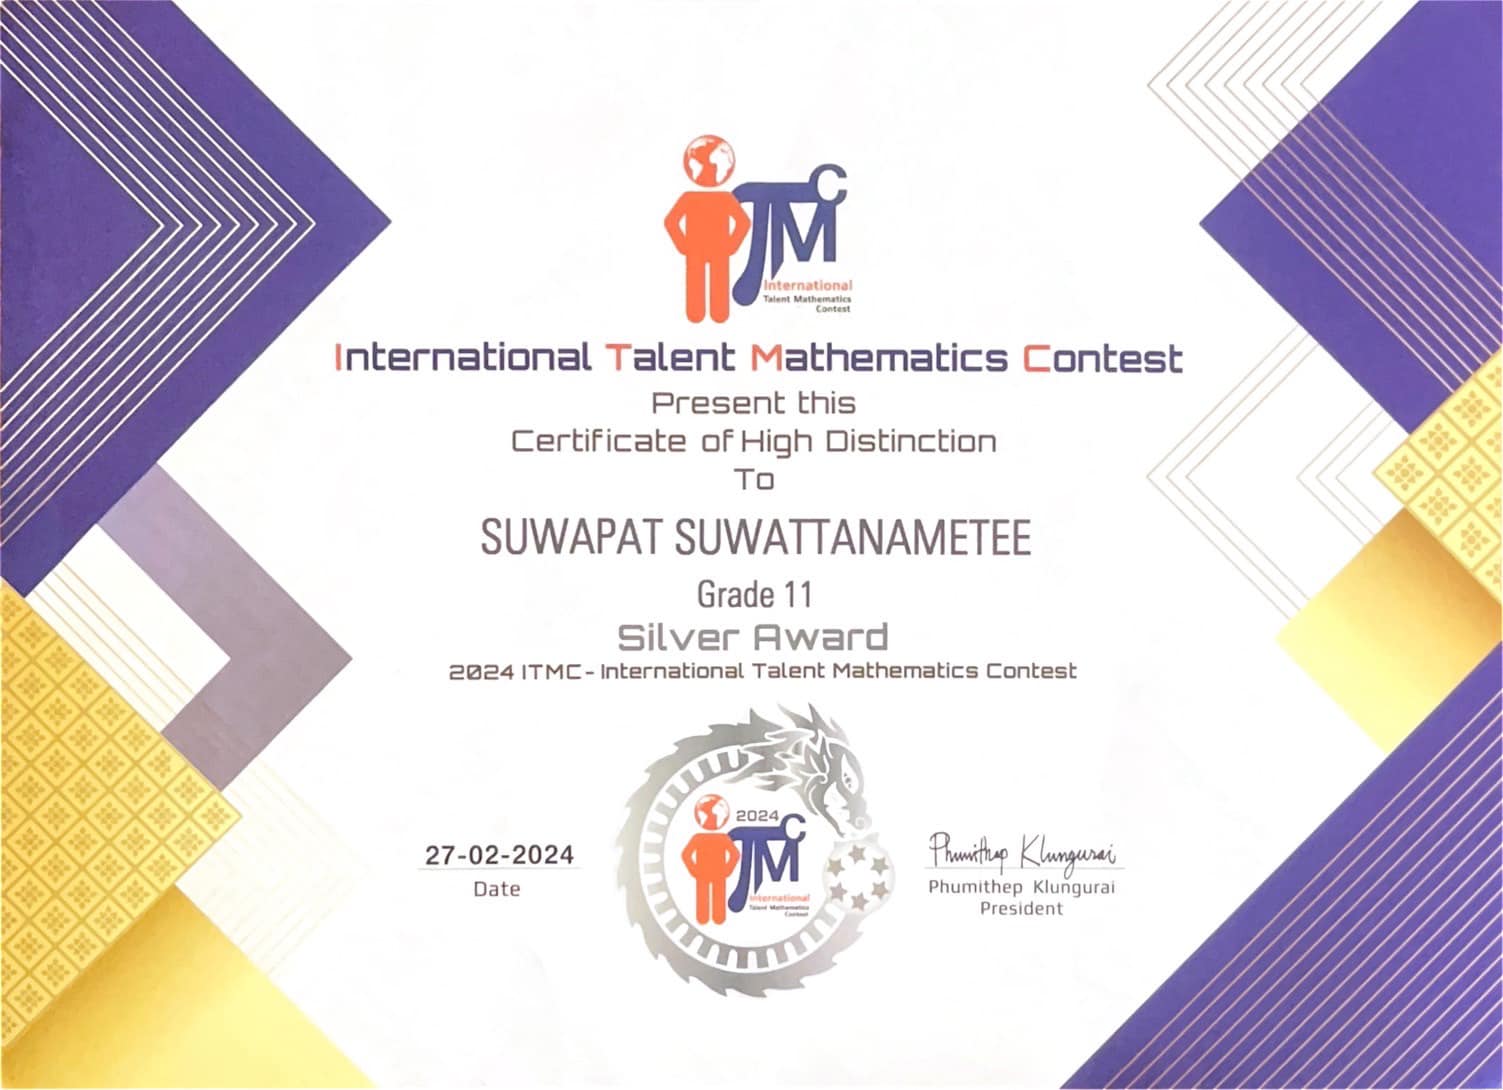 TMC
International
Talent Mathematics
Contest
International Talent Mathematics Contest
Present this
Certificate of High Distinction
To
SUWAPAT SUWATTANAMETEE
Grade 11
Silver Award
2024 ITMC- International Talent Mathematics Contest
2024
TMC
International
Talent Mathematics
Contest
27-02-2024
Date
Phumithep Klungurai
Phumithep Klungurai
President